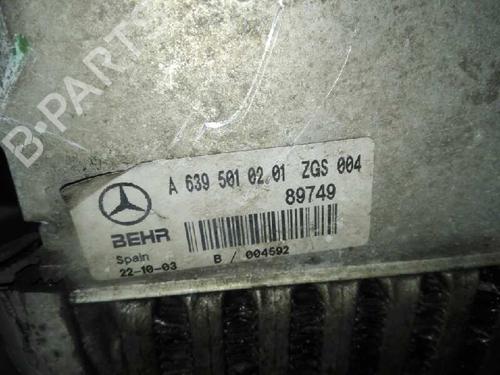 B-PARTS
A 639 501 02 01 ZGS 004
89749
BEHR
Spain
22-10-03
B / 004592